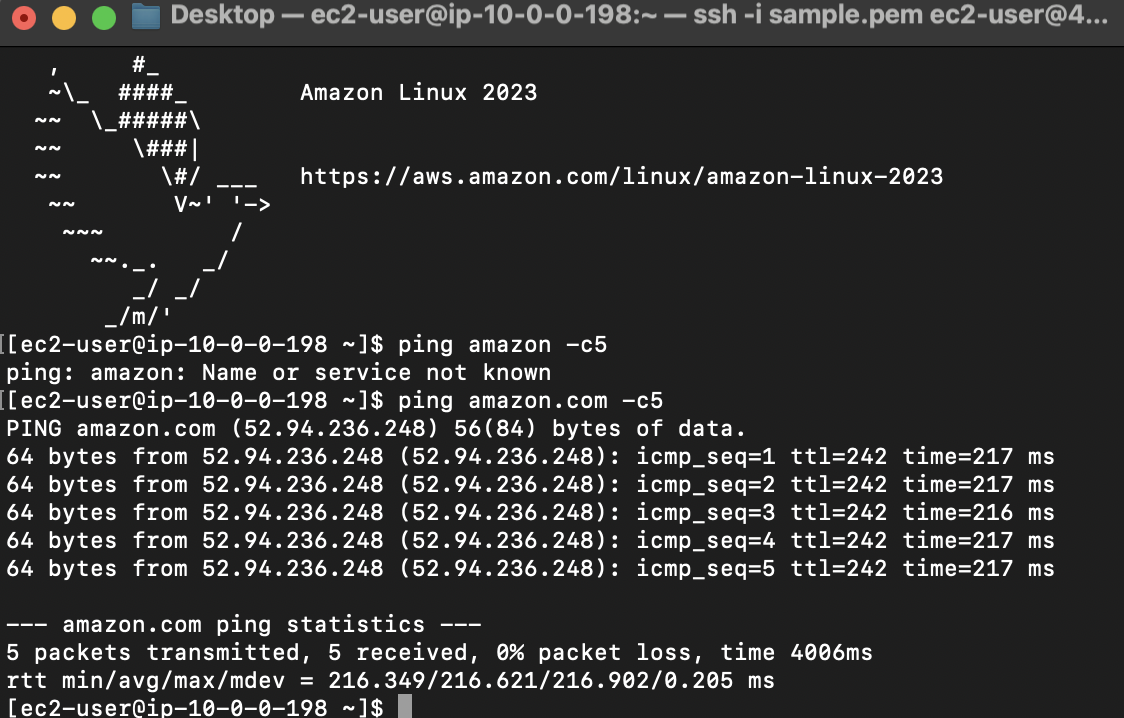 Desktop — ec2-user@ip-10-0-0-198:~ — ssh -i sample.pem ec2-user@4...
   ,     #_
   ~\_  ####_        Amazon Linux 2023
  ~~  \_#####\
  ~~     \###|
  ~~       \#/ ___   https://aws.amazon.com/linux/amazon-linux-2023
   ~~       V~' '->
    ~~~         /
      ~~._.   _/
         _/ _/
       _/m/'
[[ec2-user@ip-10-0-0-198 ~]$ ping amazon -c5
ping: amazon: Name or service not known
[[ec2-user@ip-10-0-0-198 ~]$ ping amazon.com -c5
PING amazon.com (52.94.236.248) 56(84) bytes of data.
64 bytes from 52.94.236.248 (52.94.236.248): icmp_seq=1 ttl=242 time=217 ms
64 bytes from 52.94.236.248 (52.94.236.248): icmp_seq=2 ttl=242 time=217 ms
64 bytes from 52.94.236.248 (52.94.236.248): icmp_seq=3 ttl=242 time=216 ms
64 bytes from 52.94.236.248 (52.94.236.248): icmp_seq=4 ttl=242 time=217 ms
64 bytes from 52.94.236.248 (52.94.236.248): icmp_seq=5 ttl=242 time=217 ms

--- amazon.com ping statistics ---
5 packets transmitted, 5 received, 0% packet loss, time 4006ms
rtt min/avg/max/mdev = 216.349/216.621/216.902/0.205 ms
[ec2-user@ip-10-0-0-198 ~]$